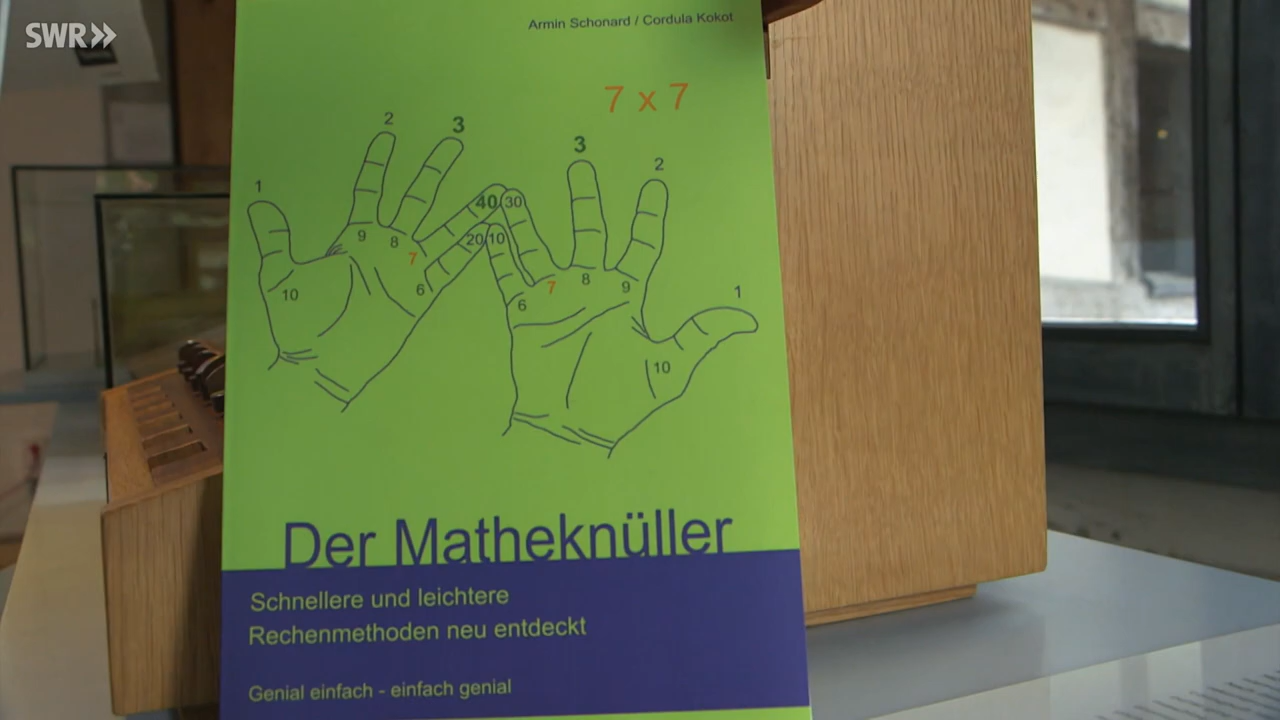 SWR
Armin Schonard / Cordula Kokot
7 x 7
2 3 3 2
1 40 30 1
9 8 20 10 8 9
7 7
10 6 6 10
Der Matheknüller
Schnellere und leichtere
Rechenmethoden neu entdeckt
Genial einfach - einfach genial